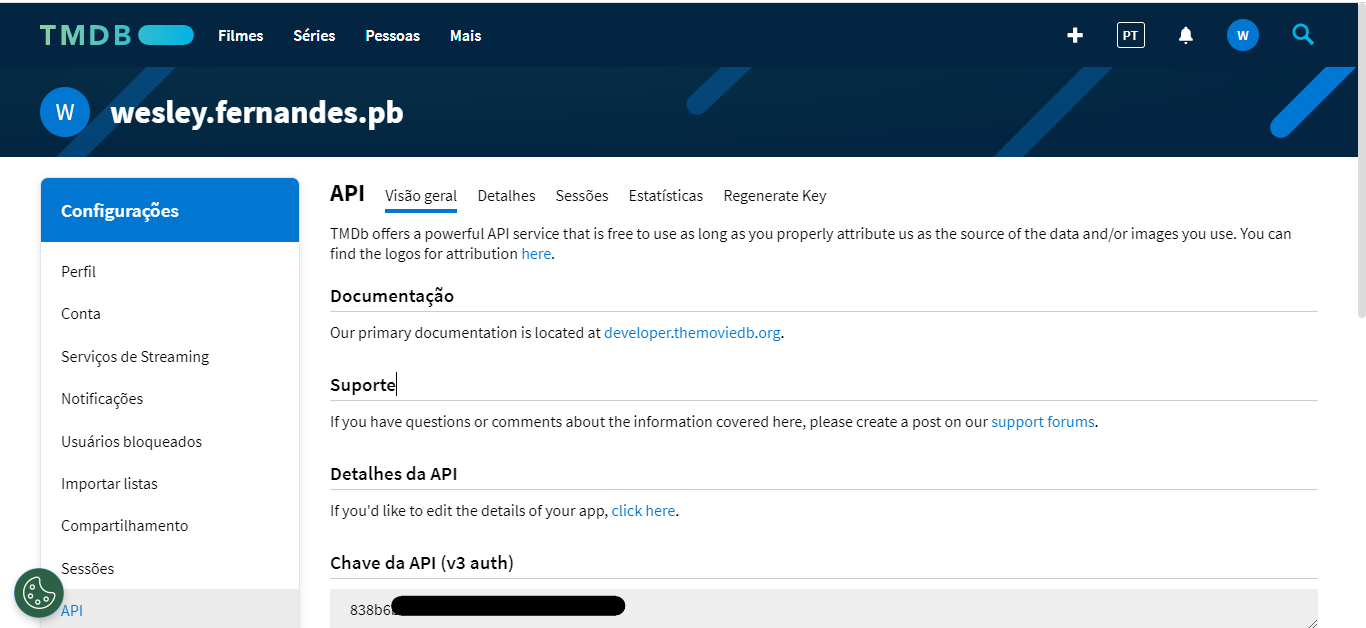 TMDB
Filmes
Séries
Pessoas
Mais
PT
W
W
wesley.fernandes.pb
Configurações
Perfil
Conta
Serviços de Streaming
Notificações
Usuários bloqueados
Importar listas
Compartilhamento
Sessões
API
API
Visão geral
Detalhes
Sessões
Estatísticas
Regenerate Key
TMDb offers a powerful API service that is free to use as long as you properly attribute us as the source of the data and/or images you use. You can
find the logos for attribution here.
Documentação
Our primary documentation is located at developer.themoviedb.org.
Suporte
If you have questions or comments about the information covered here, please create a post on our support forums.
Detalhes da API
If you'd like to edit the details of your app, click here.
Chave da API (v3 auth)
838b6